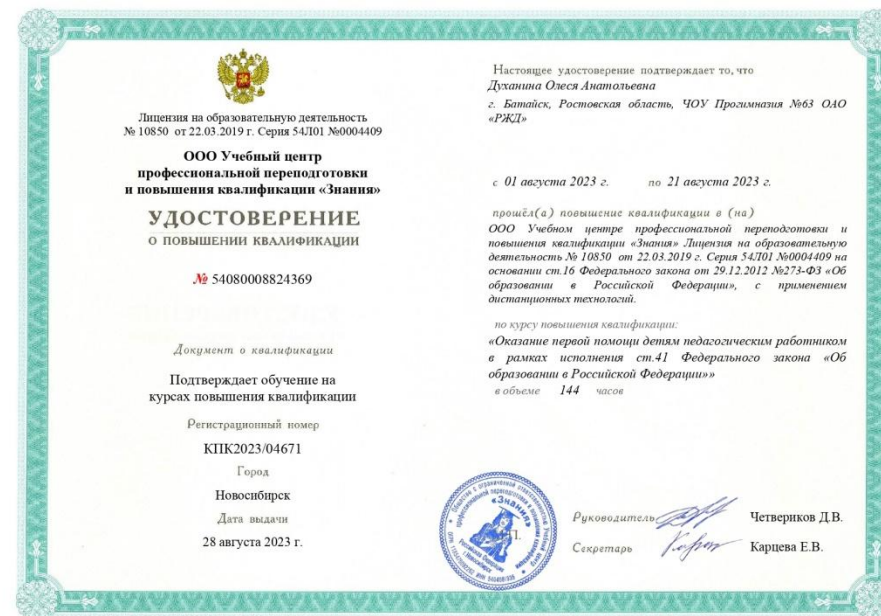 Лицензия на образовательную деятельность
№ 10850 от 22.03.2019 г. Серия 54Л01 №0004409
ООО Учебный центр
профессиональной переподготовки
и повышения квалификации «Знания»
УДОСТОВЕРЕНИЕ
О ПОВЫШЕНИИ КВАЛИФИКАЦИИ
№ 54080008824369
Документ о квалификации
Подтверждает обучение на
курсах повышения квалификации
Регистрационный номер
КПК2023/04671
Город
Новосибирск
Дата выдачи
28 августа 2023 г.
Настоящее удостоверение подтверждает то, что
Духанина Олеся Анатольевна
г. Батайск, Ростовская область, ЧОУ Прогимназия №63 ОАО
«РЖД»
с 01 августа 2023 г. по 21 августа 2023 г.
прошёл(а) повышение квалификации в (на)
ООО Учебном центре профессиональной переподготовки и
повышения квалификации «Знания» Лицензия на образовательную
деятельность № 10850 от 22.03.2019 г. Серия 54Л01 №0004409 на
основании ст.16 Федерального закона от 29.12.2012 №273-ФЗ «Об
образовании в Российской Федерации», с применением
дистанционных технологий.
по курсу повышения квалификации:
«Оказание первой помощи детям педагогическим работником
в рамках исполнения ст.41 Федерального закона «Об
образовании в Российской Федерации»»
в объеме 144 часов
«Знания»
М.П.
Руководитель Четвериков Д.В.
Секретарь Карцева Е.В.